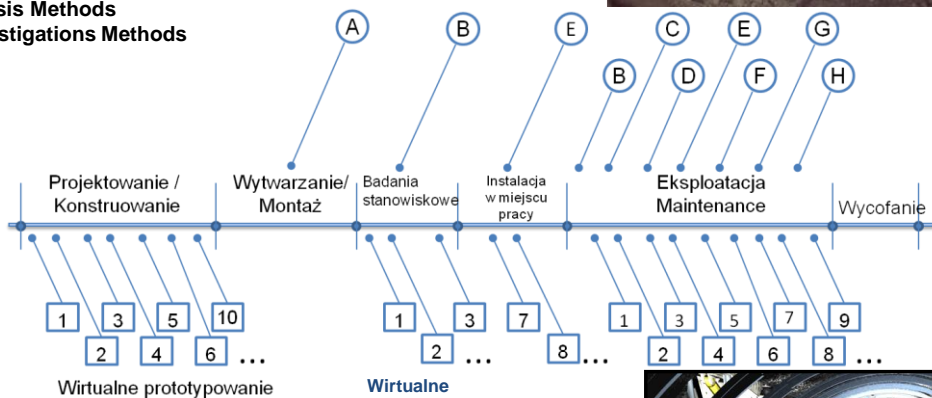 sis Methods
stigations Methods
A B E C E G
B D F H
Projektowanie /
Konstruowanie
Wytwarzanie/
Montaż
Badania
stanowiskowe
Instalacja
w miejscu
pracy
Eksploatacja
Maintenance
Wycofanie
1 3 5 10
2 4 6 ...
1 3 7
2 ... 8 ...
1 3 5 7 9
2 4 6 8 ...
Wirtualne prototypowanie
Wirtualne